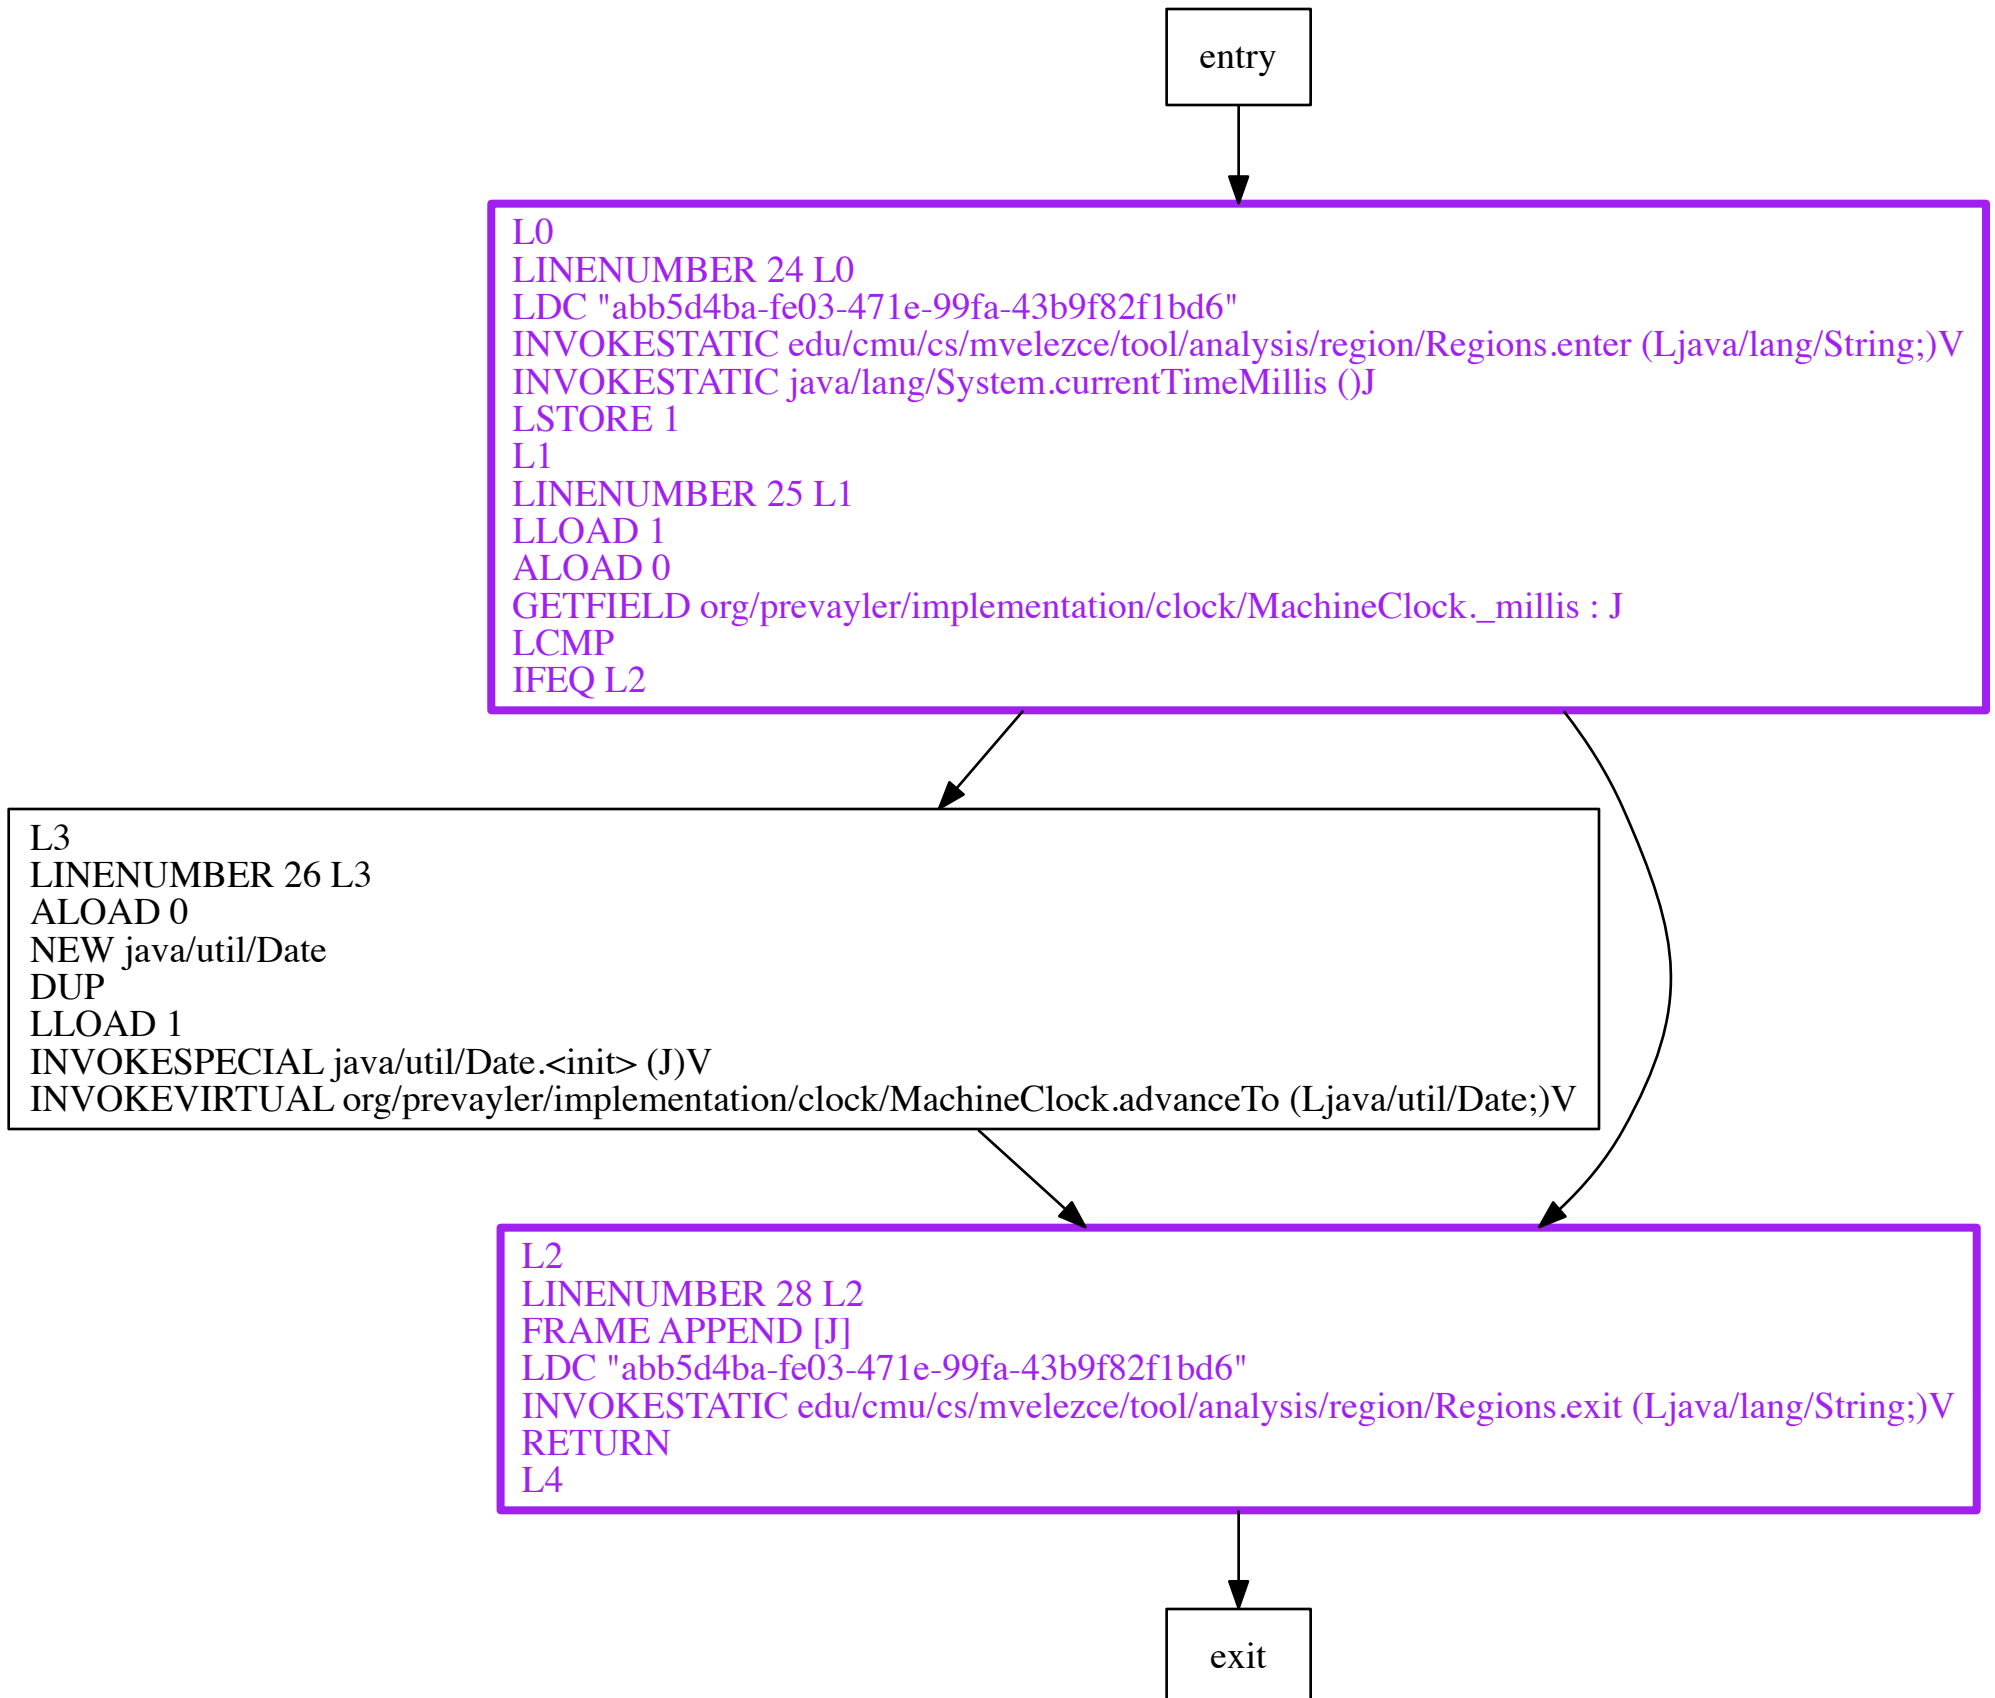 entry
L0
LINENUMBER 24 L0
LDC "abb5d4ba-fe03-471e-99fa-43b9f82f1bd6"
INVOKESTATIC edu/cmu/cs/mvelezce/tool/analysis/region/Regions.enter (Ljava/lang/String;)V
INVOKESTATIC java/lang/System.currentTimeMillis ()J
LSTORE 1
L1
LINENUMBER 25 L1
LLOAD 1
ALOAD 0
GETFIELD org/prevayler/implementation/clock/MachineClock._millis : J
LCMP
IFEQ L2
L3
LINENUMBER 26 L3
ALOAD 0
NEW java/util/Date
DUP
LLOAD 1
INVOKESPECIAL java/util/Date.<init> (J)V
INVOKEVIRTUAL org/prevayler/implementation/clock/MachineClock.advanceTo (Ljava/util/Date;)V
L2
LINENUMBER 28 L2
FRAME APPEND [J]
LDC "abb5d4ba-fe03-471e-99fa-43b9f82f1bd6"
INVOKESTATIC edu/cmu/cs/mvelezce/tool/analysis/region/Regions.exit (Ljava/lang/String;)V
RETURN
L4
exit